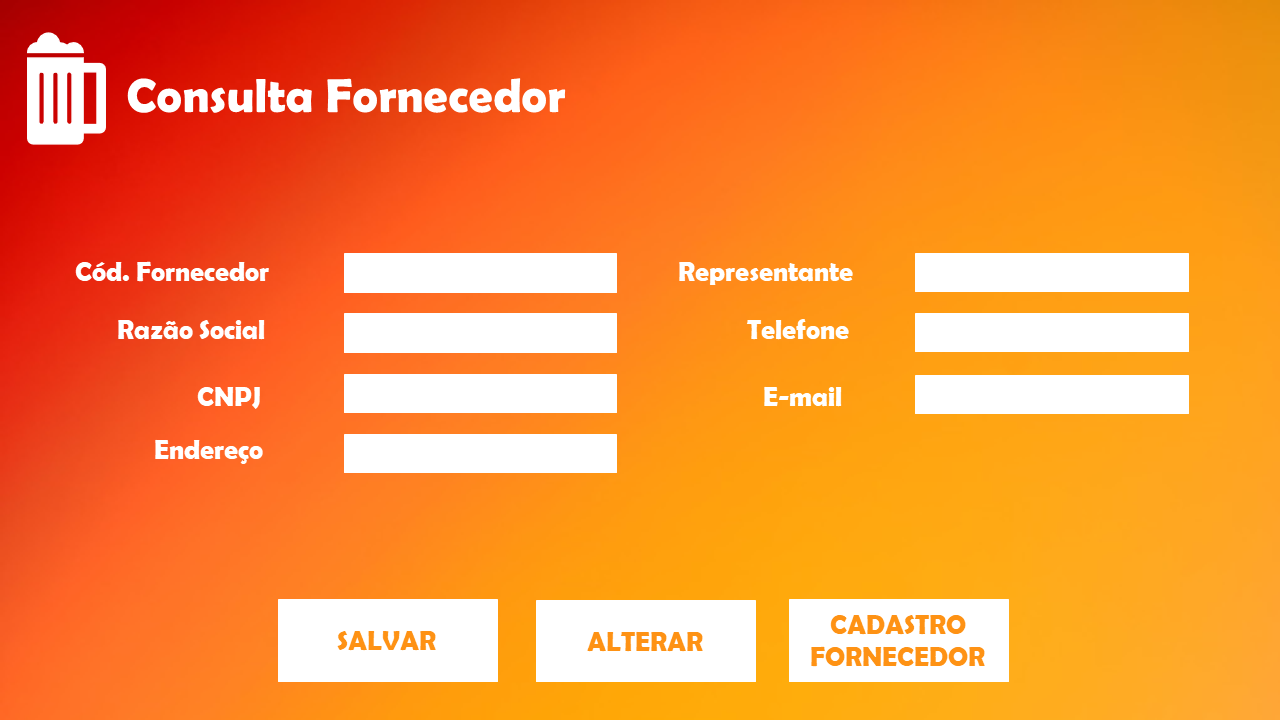 Consulta Fornecedor
Cód. Fornecedor
Razão Social
CNPJ
Endereço
Representante
Telefone
E-mail
SALVAR
ALTERAR
CADASTRO
FORNECEDOR